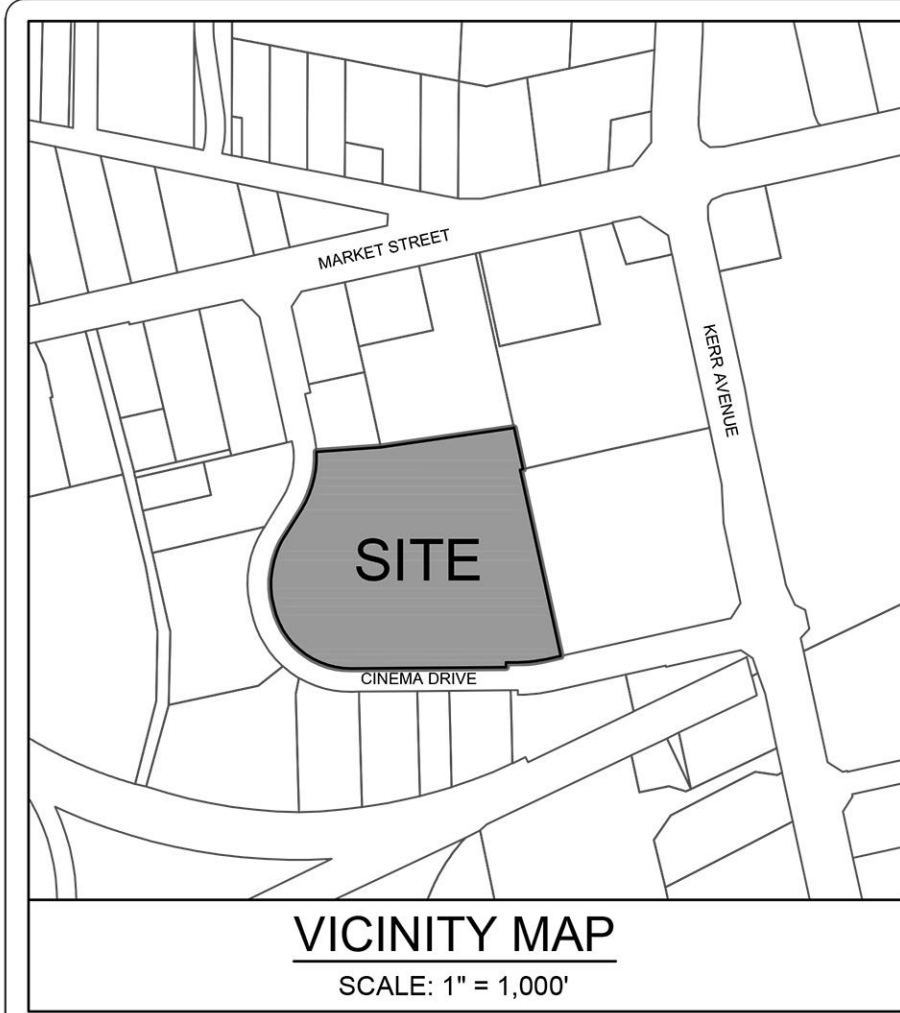 MARKET STREET
KERR AVENUE
SITE
CINEMA DRIVE
VICINITY MAP
SCALE: 1" = 1,000'